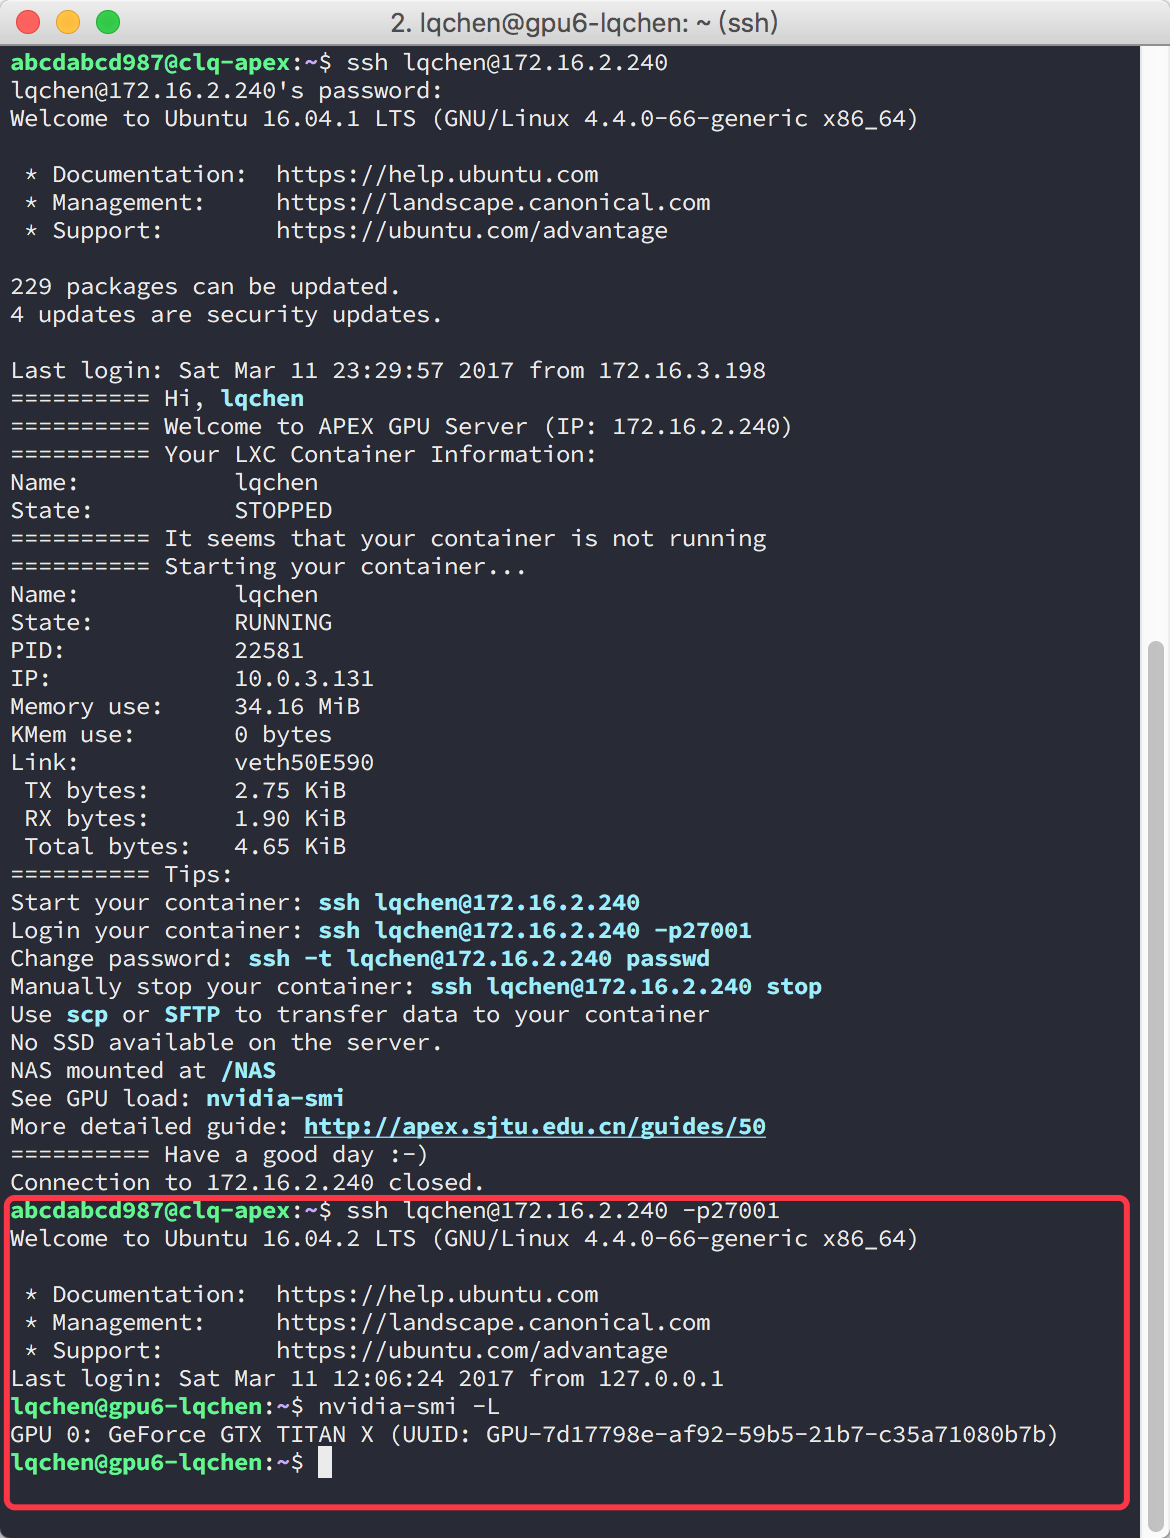 2. lqchen@gpu6-lqchen: ~ (ssh)
abcdabcd987@clq-apex:~$ ssh lqchen@172.16.2.240
lqchen@172.16.2.240's password:
Welcome to Ubuntu 16.04.1 LTS (GNU/Linux 4.4.0-66-generic x86_64)
* Documentation:  https://help.ubuntu.com
* Management:     https://landscape.canonical.com
* Support:        https://ubuntu.com/advantage
229 packages can be updated.
4 updates are security updates.
Last login: Sat Mar 11 23:29:57 2017 from 172.16.3.198
========== Hi, lqchen
========== Welcome to APEX GPU Server (IP: 172.16.2.240)
========== Your LXC Container Information:
Name:           lqchen
State:          STOPPED
========== It seems that your container is not running
========== Starting your container...
Name:           lqchen
State:          RUNNING
PID:            22581
IP:             10.0.3.131
Memory use:     34.16 MiB
KMem use:       0 bytes
Link:           veth50E590
TX bytes:      2.75 KiB
RX bytes:      1.90 KiB
Total bytes:   4.65 KiB
========== Tips:
Start your container: ssh lqchen@172.16.2.240
Login your container: ssh lqchen@172.16.2.240 -p27001
Change password: ssh -t lqchen@172.16.2.240 passwd
Manually stop your container: ssh lqchen@172.16.2.240 stop
Use scp or SFTP to transfer data to your container
No SSD available on the server.
NAS mounted at /NAS
See GPU load: nvidia-smi
More detailed guide: http://apex.sjtu.edu.cn/guides/50
========== Have a good day :-)
Connection to 172.16.2.240 closed.
abcdabcd987@clq-apex:~$ ssh lqchen@172.16.2.240 -p27001
Welcome to Ubuntu 16.04.2 LTS (GNU/Linux 4.4.0-66-generic x86_64)
* Documentation:  https://help.ubuntu.com
* Management:     https://landscape.canonical.com
* Support:        https://ubuntu.com/advantage
Last login: Sat Mar 11 12:06:24 2017 from 127.0.0.1
lqchen@gpu6-lqchen:~$ nvidia-smi -L
GPU 0: GeForce GTX TITAN X (UUID: GPU-7d17798e-af92-59b5-21b7-c35a71080b7b)
lqchen@gpu6-lqchen:~$